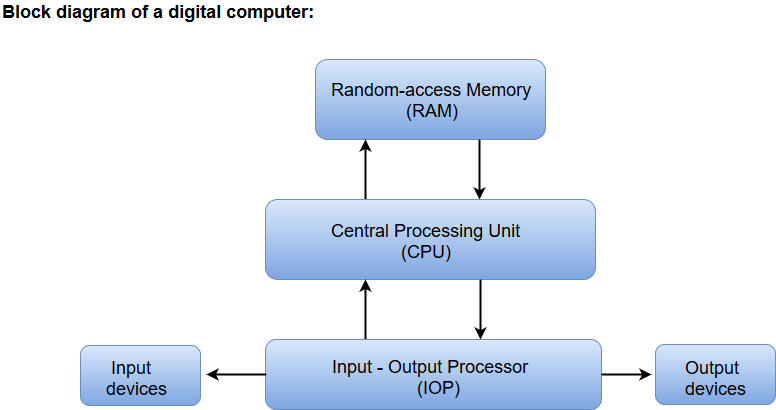 Block diagram of a digital computer:
Random-access Memory
(RAM)
Central Processing Unit
(CPU)
Input - Output Processor
(IOP)
Input
devices
Output
devices